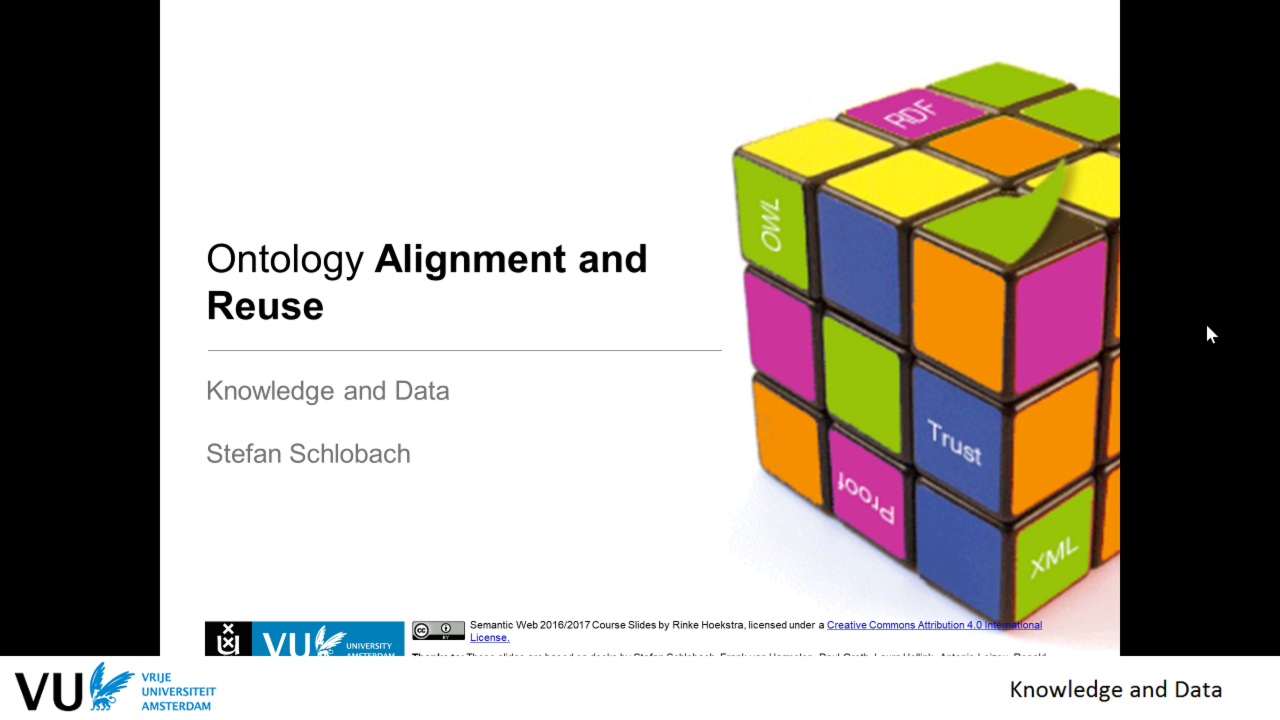 RDF
OWL
Ontology Alignment and
Reuse
Knowledge and Data
Stefan Schlobach
Trust
Proof
XML
VU
UNIVERSITY
AMSTERDAM
cc
BY
Semantic Web 2016/2017 Course Slides by Rinke Hoekstra, licensed under a Creative Commons Attribution 4.0 International
License.
VU
VRIJE
UNIVERSITEIT
AMSTERDAM
Knowledge and Data